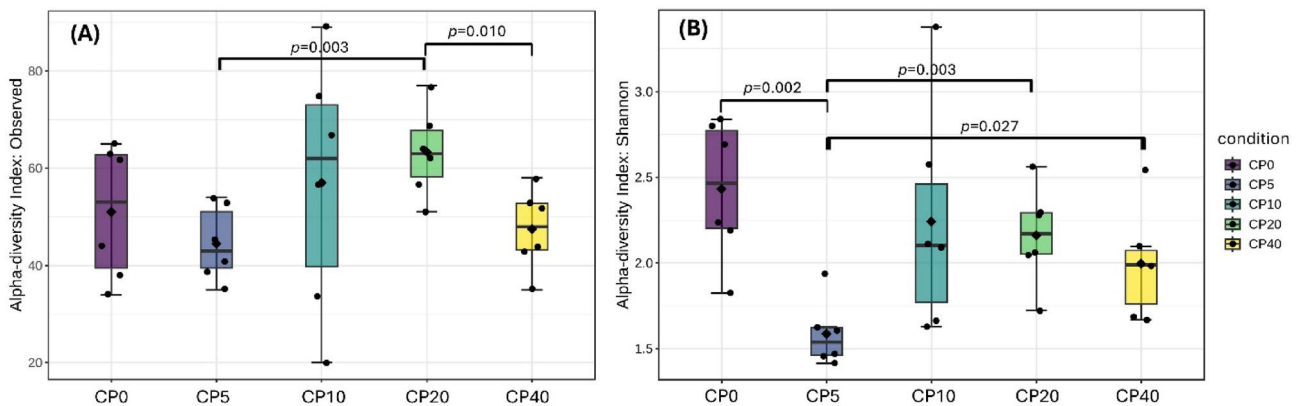 (A)
p=0.003
p=0.010
Alpha-diversity Index: Observed
80
60
40
20
CP0 CP5 CP10 CP20 CP40
(B)
p=0.002
p=0.003
p=0.027
Alpha-diversity Index: Shannon
3.0
2.5
2.0
1.5
CP0 CP5 CP10 CP20 CP40
condition
CP0
CP5
CP10
CP20
CP40